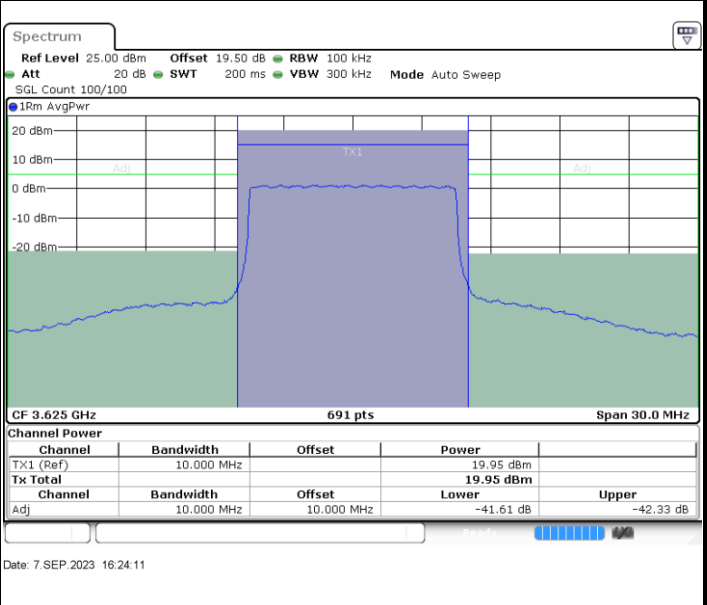 Spectrum
Ref Level 25.00 dBm Offset 19.50 dB RBW 100 kHz
Att 20 dB SWT 200 ms VBW 300 kHz Mode Auto Sweep
SGL Count 100/100
1Rm AvgPwr
20 dBm
TX1
10 dBm
Adj Adj
0 dBm
-10 dBm
-20 dBm
CF 3.625 GHz 691 pts Span 30.0 MHz
Channel Power
Channel Bandwidth Offset Power
TX1 (Ref) 10.000 MHz 19.95 dBm
Tx Total 19.95 dBm
Channel Bandwidth Offset Lower Upper
Adj 10.000 MHz 10.000 MHz -41.61 dB -42.33 dB
Ready
Date: 7.SEP.2023 16:24:11